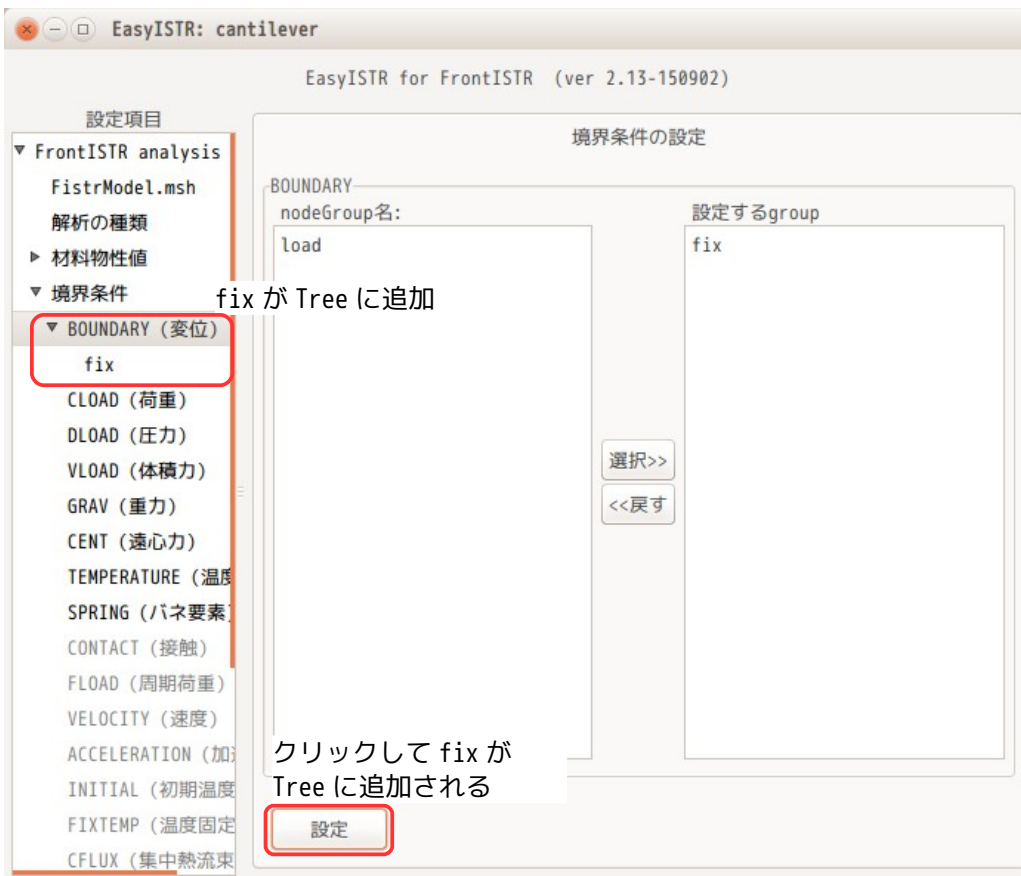 EasyISTR: cantilever
EasyISTR for FrontISTR (ver 2.13-150902)
設定項目
FrontISTR analysis
FistrModel.msh
解析の種類
材料物性値
境界条件
BOUNDARY (変位)
fix
CLOAD (荷重)
DLOAD (圧力)
VLOAD (体積力)
GRAV (重力)
CENT (遠心力)
TEMPERATURE (温度
SPRING (バネ要素)
CONTACT (接触)
FLOAD (周期荷重)
VELOCITY (速度)
ACCELERATION (加速
INITIAL (初期温度
FIXTEMP (温度固定
CFLUX (集中熱流束
境界条件の設定
BOUNDARY
nodeGroup名:
load
fix が Tree に追加
選択>>
<<戻す
設定するgroup
fix
クリックして fix が
Tree に追加される
設定